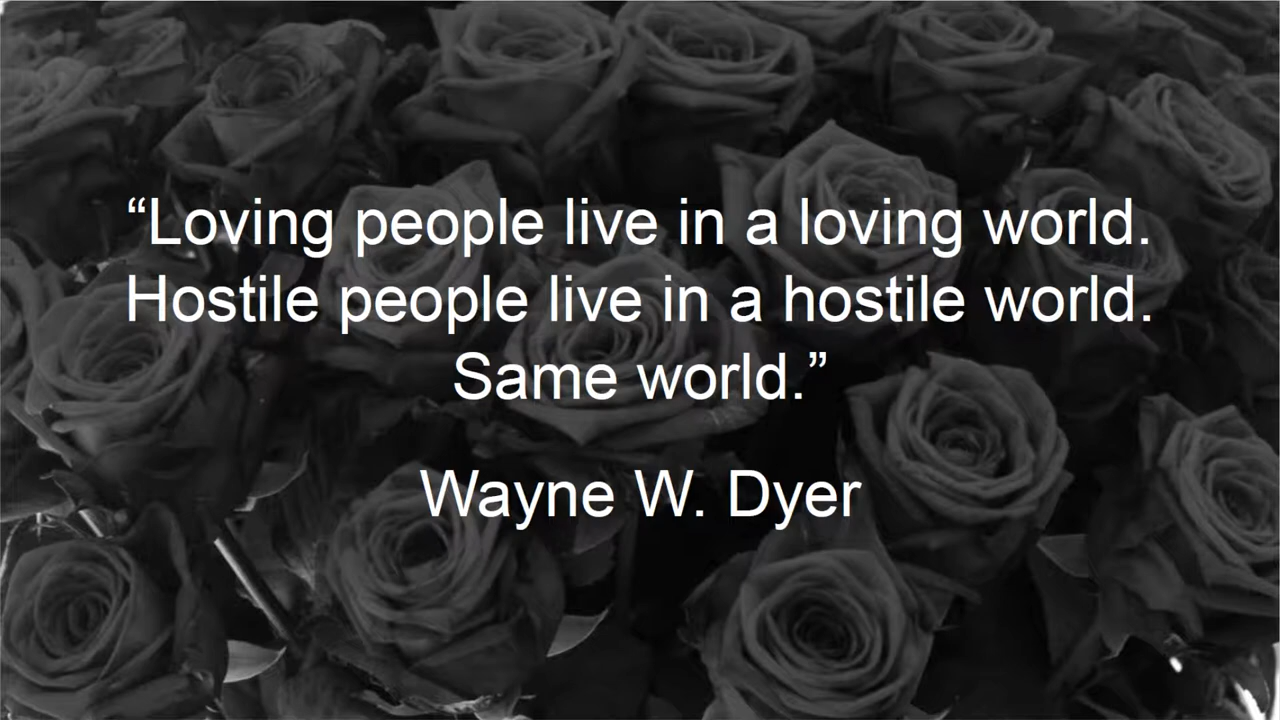 “Loving people live in a loving world.
Hostile people live in a hostile world.
Same world.”
Wayne W. Dyer